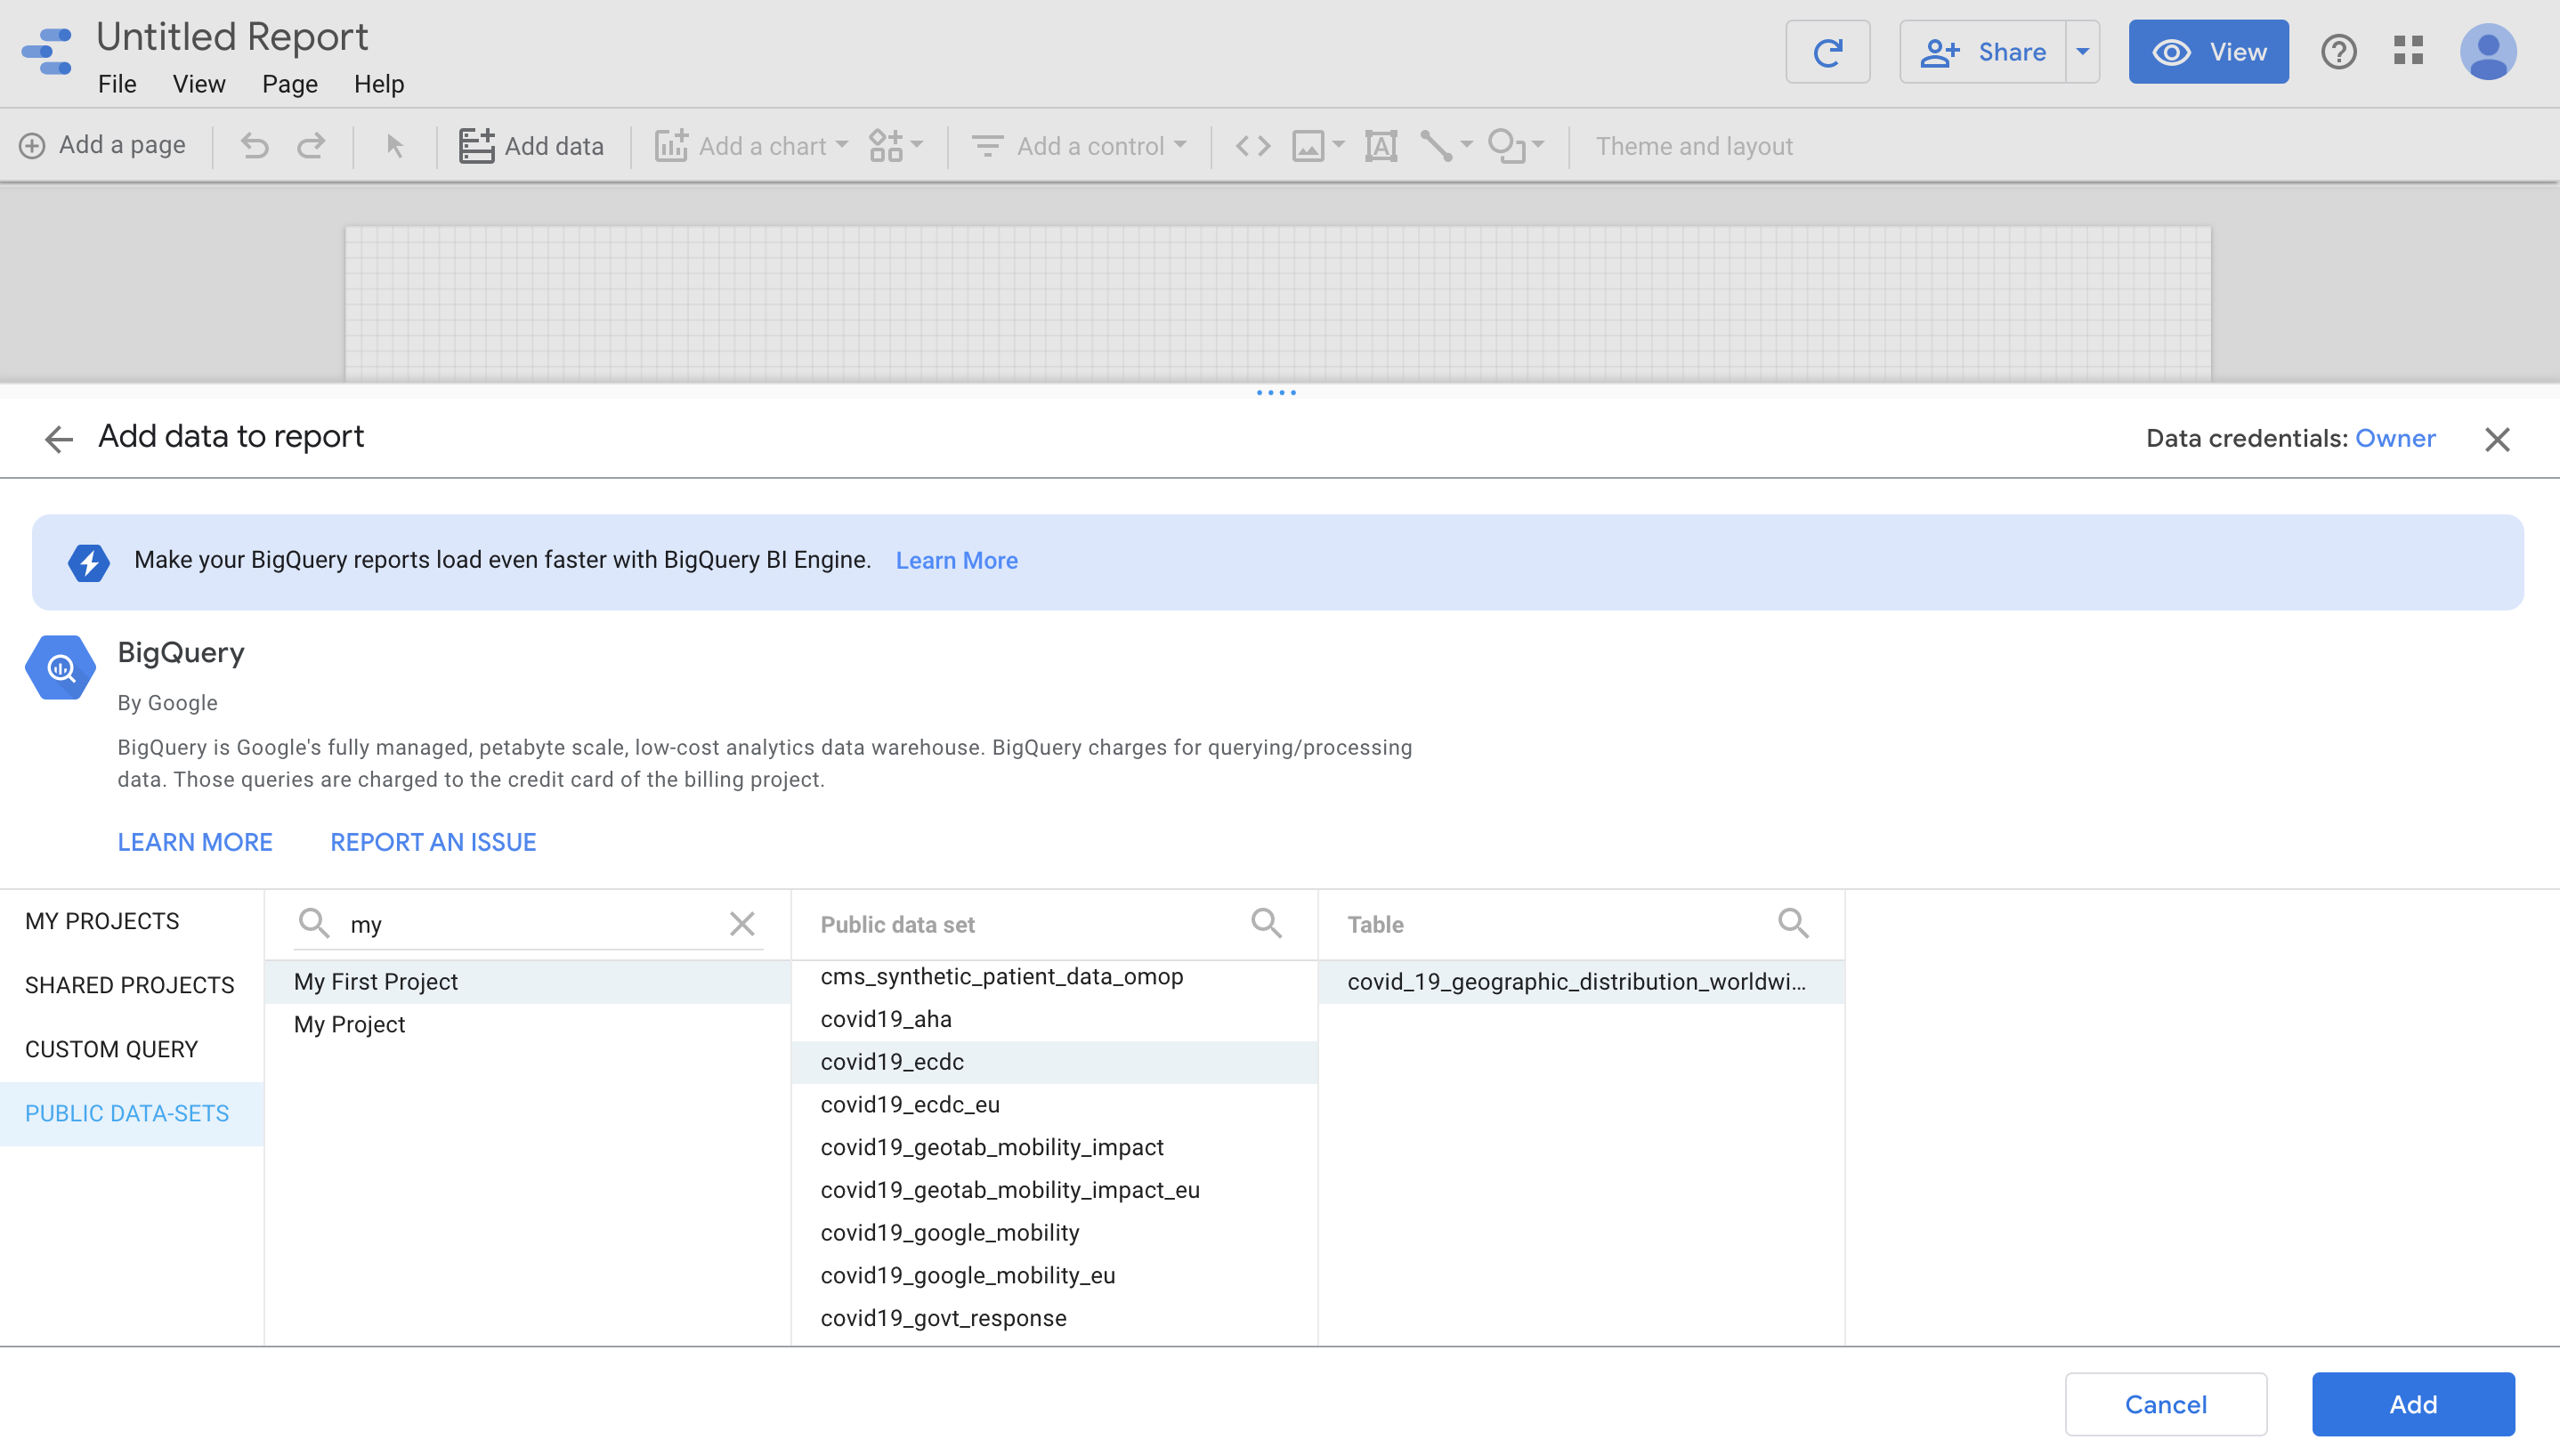 Untitled Report
File View Page Help
Share
View
Add a page
Add data
Add a chart
Add a control
Theme and layout
Add data to report
Data credentials: Owner
Make your BigQuery reports load even faster with BigQuery BI Engine. Learn More
BigQuery
By Google
BigQuery is Google's fully managed, petabyte scale, low-cost analytics data warehouse. BigQuery charges for querying/processing
data. Those queries are charged to the credit card of the billing project.
LEARN MORE REPORT AN ISSUE
MY PROJECTS
SHARED PROJECTS
CUSTOM QUERY
PUBLIC DATA-SETS
my
My First Project
My Project
Public data set
cms_synthetic_patient_data_omop
covid19_aha
covid19_ecdc
covid19_ecdc_eu
covid19_geotab_mobility_impact
covid19_geotab_mobility_impact_eu
covid19_google_mobility
covid19_google_mobility_eu
covid19_govt_response
Table
covid_19_geographic_distribution_worldwi...
Cancel
Add